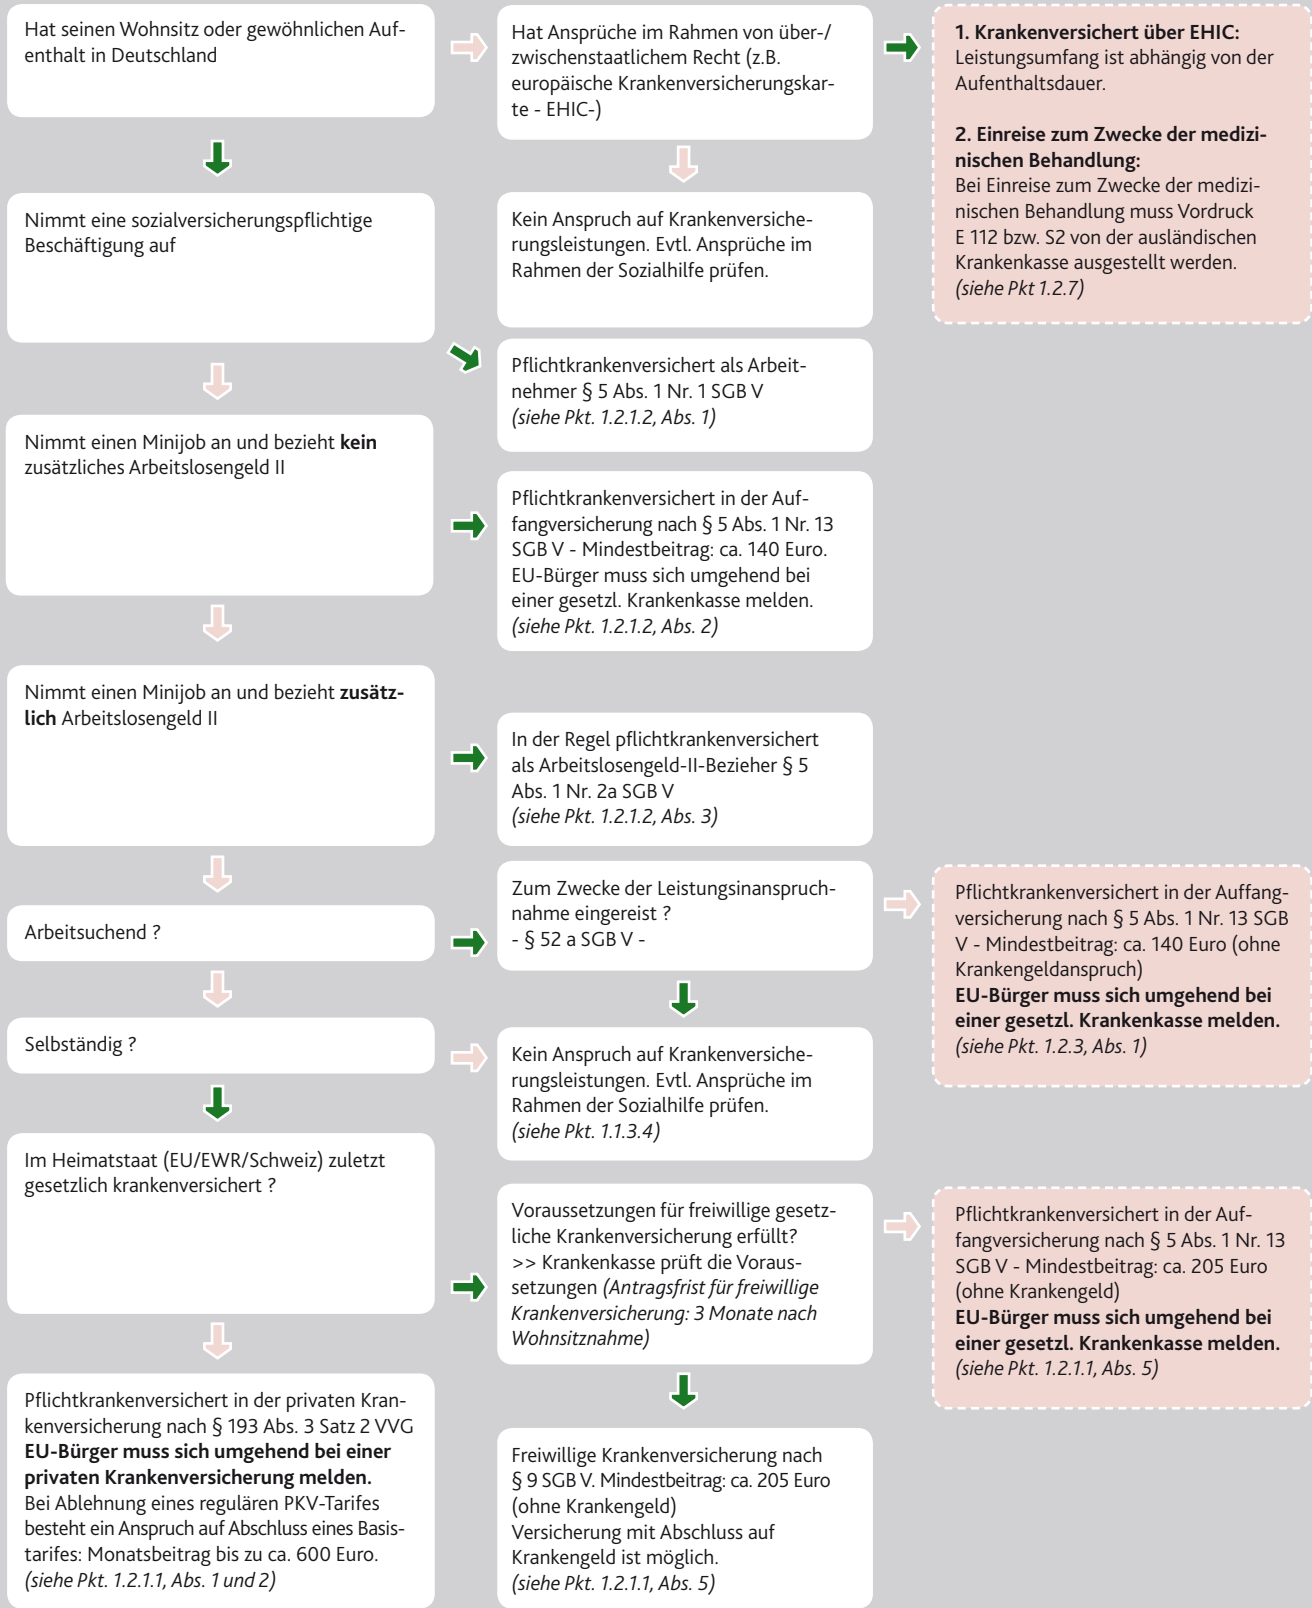 Hat seinen Wohnsitz oder gewöhnlichen Auf-
enthalt in Deutschland
Hat Ansprüche im Rahmen von über-/
zwischenstaatlichem Recht (z.B.
europäische Krankenversicherungskar-
te - EHIC-)
1. Krankenversichert über EHIC:
Leistungsumfang ist abhängig von der
Aufenthaltsdauer.
2. Einreise zum Zwecke der medizi-
nischen Behandlung:
Bei Einreise zum Zwecke der medizi-
nischen Behandlung muss Vordruck
E 112 bzw. S2 von der ausländischen
Krankenkasse ausgestellt werden.
(siehe Pkt 1.2.7)
Nimmt eine sozialversicherungspflichtige
Beschäftigung auf
Kein Anspruch auf Krankenversiche-
rungsleistungen. Evtl. Ansprüche im
Rahmen der Sozialhilfe prüfen.
Pflichtkrankenversichert als Arbeit-
nehmer § 5 Abs. 1 Nr. 1 SGB V
(siehe Pkt. 1.2.1.2, Abs. 1)
Nimmt einen Minijob an und bezieht kein
zusätzliches Arbeitslosengeld II
Pflichtkrankenversichert in der Auf-
fangversicherung nach § 5 Abs. 1 Nr. 13
SGB V - Mindestbeitrag: ca. 140 Euro.
EU-Bürger muss sich umgehend bei
einer gesetzl. Krankenkasse melden.
(siehe Pkt. 1.2.1.2, Abs. 2)
Nimmt einen Minijob an und bezieht zusätz-
lich Arbeitslosengeld II
In der Regel pflichtkrankenversichert
als Arbeitslosengeld-II-Bezieher § 5
Abs. 1 Nr. 2a SGB V
(siehe Pkt. 1.2.1.2, Abs. 3)
Arbeitsuchend ?
Zum Zwecke der Leistungsinanspruch-
nahme eingereist ?
- § 52 a SGB V -
Pflichtkrankenversichert in der Auffang-
versicherung nach § 5 Abs. 1 Nr. 13 SGB
V - Mindestbeitrag: ca. 140 Euro (ohne
Krankengeldanspruch)
EU-Bürger muss sich umgehend bei
einer gesetzl. Krankenkasse melden.
(siehe Pkt. 1.2.3, Abs. 1)
Selbständig ?
Kein Anspruch auf Krankenversiche-
rungsleistungen. Evtl. Ansprüche im
Rahmen der Sozialhilfe prüfen.
(siehe Pkt. 1.1.3.4)
Im Heimatstaat (EU/EWR/Schweiz) zuletzt
gesetzlich krankenversichert ?
Voraussetzungen für freiwillige gesetz-
liche Krankenversicherung erfüllt?
>> Krankenkasse prüft die Voraus-
setzungen (Antragsfrist für freiwillige
Krankenversicherung: 3 Monate nach
Wohnsitznahme)
Pflichtkrankenversichert in der Auf-
fangversicherung nach § 5 Abs. 1 Nr. 13
SGB V - Mindestbeitrag: ca. 205 Euro
(ohne Krankengeld)
EU-Bürger muss sich umgehend bei
einer gesetzl. Krankenkasse melden.
(siehe Pkt. 1.2.1.1, Abs. 5)
Pflichtkrankenversichert in der privaten Kran-
kenversicherung nach § 193 Abs. 3 Satz 2 VVG
EU-Bürger muss sich umgehend bei einer
privaten Krankenversicherung melden.
Bei Ablehnung eines regulären PKV-Tarifes
besteht ein Anspruch auf Abschluss eines Basis-
tarifes: Monatsbeitrag bis zu ca. 600 Euro.
(siehe Pkt. 1.2.1.1, Abs. 1 und 2)
Freiwillige Krankenversicherung nach
§ 9 SGB V. Mindestbeitrag: ca. 205 Euro
(ohne Krankengeld)
Versicherung mit Abschluss auf
Krankengeld ist möglich.
(siehe Pkt. 1.2.1.1, Abs. 5)